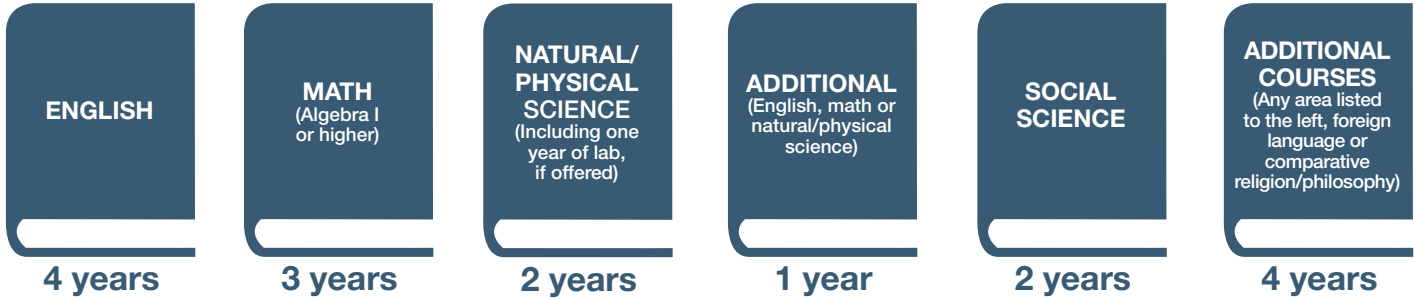 ENGLISH
4 years
MATH
(Algebra I
or higher)
3 years
NATURAL/
PHYSICAL
SCIENCE
(Including one
year of lab,
if offered)
2 years
ADDITIONAL
(English, math or
natural/physical
science)
1 year
SOCIAL
SCIENCE
2 years
ADDITIONAL
COURSES
(Any area listed
to the left, foreign
language or
comparative
religion/philosophy)
4 years